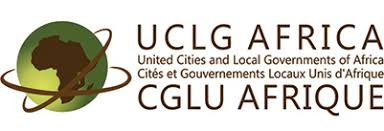 UCLG AFRICA
United Cities and Local Governments of Africa
Cités et Gouvernements Locaux Unis d'Afrique
CGLU AFRIQUE